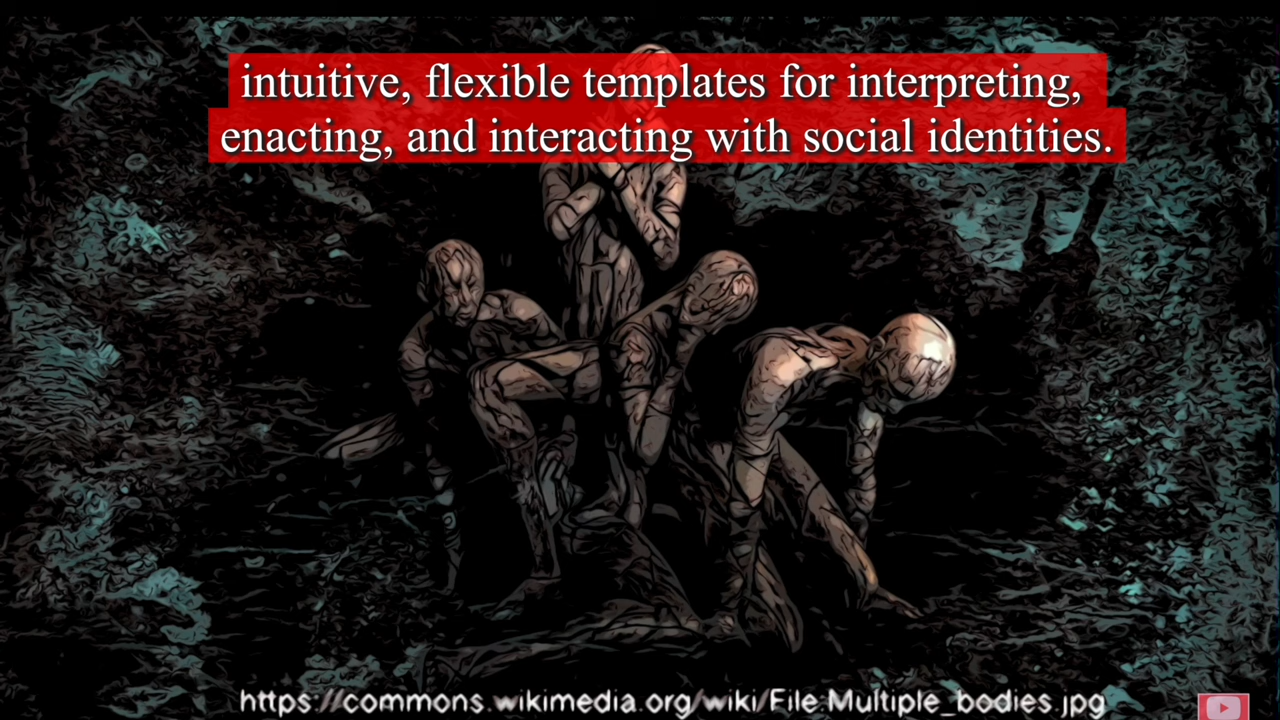 intuitive, flexible templates for interpreting,
enacting, and interacting with social identities.
https://commons.wikimedia.org/wiki/File:Multiple_bodies.jpg